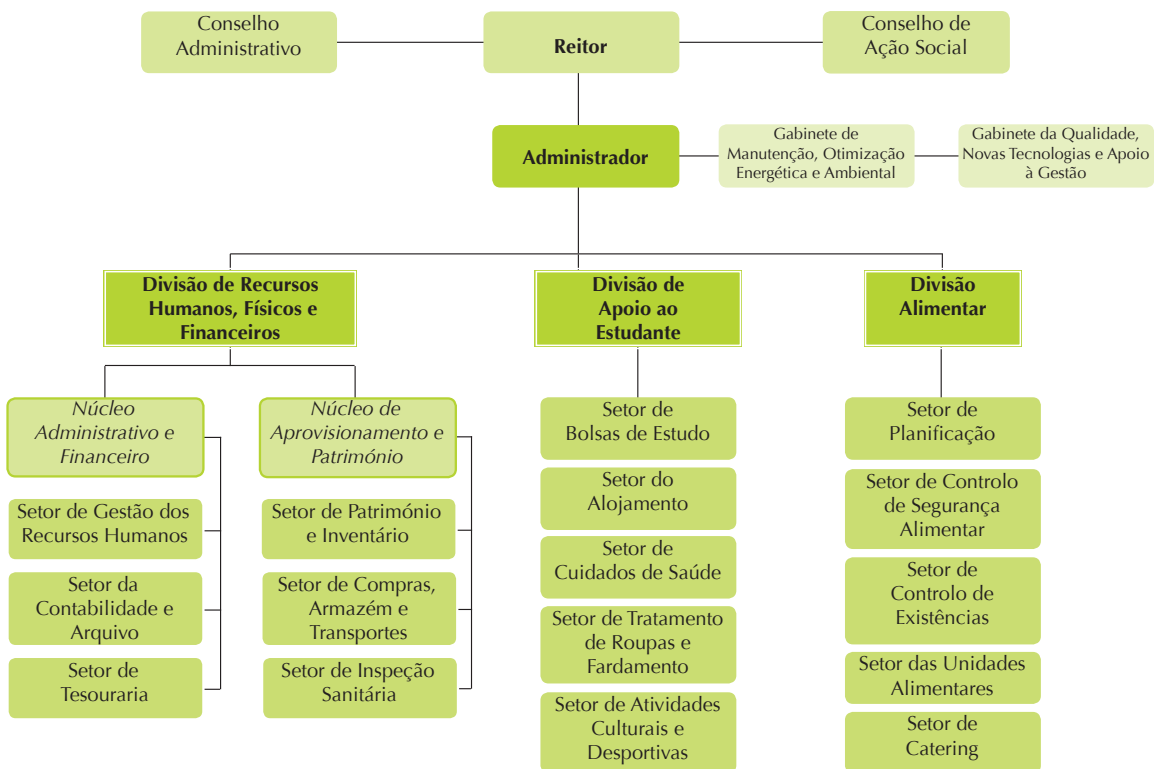 Conselho
Administrativo
Reitor
Conselho de
Ação Social
Administrador
Gabinete de
Manutenção, Otimização
Energética e Ambiental
Gabinete da Qualidade,
Novas Tecnologias e Apoio
à Gestão
Divisão de Recursos
Humanos, Físicos e
Financeiros
Divisão de
Apoio ao
Estudante
Divisão
Alimentar
Núcleo
Administrativo e
Financeiro
Setor de Gestão dos
Recursos Humanos
Setor da
Contabilidade e
Arquivo
Setor de
Tesouraria
Núcleo de
Aprovisionamento e
Património
Setor de Património
e Inventário
Setor de Compras,
Armazém e
Transportes
Setor de Inspeção
Sanitária
Setor de
Bolsas de Estudo
Setor do
Alojamento
Setor de
Cuidados de Saúde
Setor de Tratamento
de Roupas e
Fardamento
Setor de Atividades
Culturais e
Desportivas
Setor de
Planificação
Setor de Controlo
de Segurança
Alimentar
Setor de
Controlo de
Existências
Setor das Unidades
Alimentares
Setor de
Catering